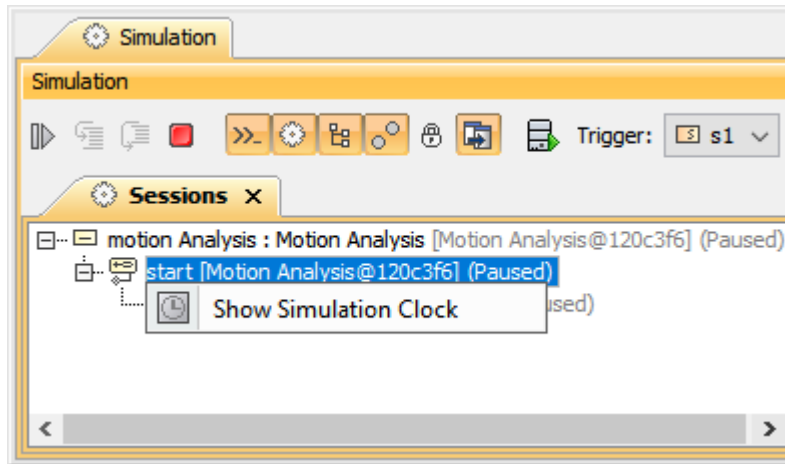 Simulation
Simulation
Trigger: s1
Sessions X
motion Analysis : Motion Analysis [Motion Analysis@120c3f6] (Paused)
start [Motion Analysis@120c3f6] (Paused)
Show Simulation Clock
used)